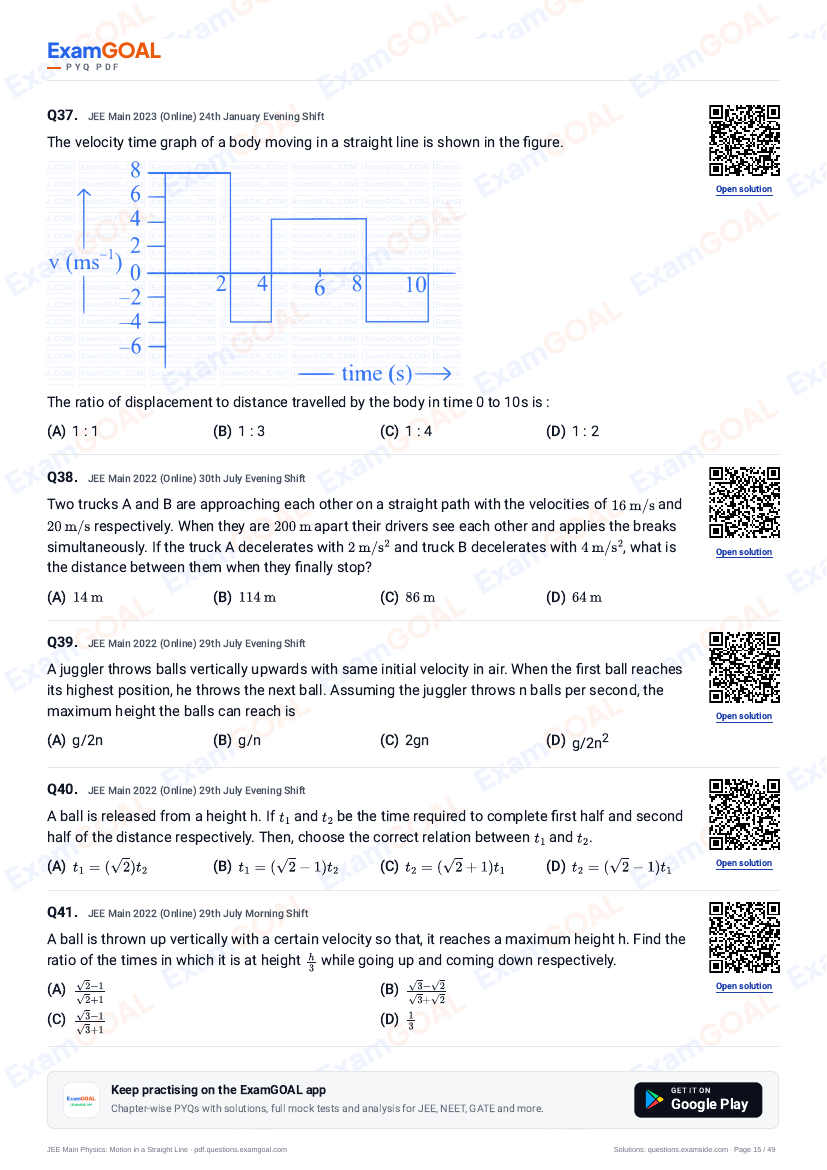 ExamGOAL
PYQ PDF
Q37. JEE Main 2023 (Online) 24th January Evening Shift
The velocity time graph of a body moving in a straight line is shown in the figure.
Open solution
8
6
4
2
v (ms⁻¹) 0
2 4 6 8 10
–2
–4
–6
time (s)
The ratio of displacement to distance travelled by the body in time 0 to 10s is :
(A) 1 : 1 (B) 1 : 3 (C) 1 : 4 (D) 1 : 2
Q38. JEE Main 2022 (Online) 30th July Evening Shift
Two trucks A and B are approaching each other on a straight path with the velocities of 16 m/s and
20 m/s respectively. When they are 200 m apart their drivers see each other and applies the breaks
simultaneously. If the truck A decelerates with 2 m/s² and truck B decelerates with 4 m/s², what is
the distance between them when they finally stop?
Open solution
(A) 14 m (B) 114 m (C) 86 m (D) 64 m
Q39. JEE Main 2022 (Online) 29th July Evening Shift
A juggler throws balls vertically upwards with same initial velocity in air. When the first ball reaches
its highest position, he throws the next ball. Assuming the juggler throws n balls per second, the
maximum height the balls can reach is
Open solution
(A) g/2n (B) g/n (C) 2gn (D) g/2n²
Q40. JEE Main 2022 (Online) 29th July Evening Shift
A ball is released from a height h. If t₁ and t₂ be the time required to complete first half and second
half of the distance respectively. Then, choose the correct relation between t₁ and t₂.
Open solution
(A) t₁ = (√2)t₂ (B) t₁ = (√2 − 1)t₂ (C) t₂ = (√2 + 1)t₁ (D) t₂ = (√2 − 1)t₁
Q41. JEE Main 2022 (Online) 29th July Morning Shift
A ball is thrown up vertically with a certain velocity so that, it reaches a maximum height h. Find the
ratio of the times in which it is at height h/3 while going up and coming down respectively.
Open solution
(A) (√2−1)/(√2+1) (B) (√3−√2)/(√3+√2)
(C) (√3−1)/(√3+1) (D) 1/3
Keep practising on the ExamGOAL app
Chapter-wise PYQs with solutions, full mock tests and analysis for JEE, NEET, GATE and more.
GET IT ON
Google Play
JEE Main Physics: Motion in a Straight Line · pdf.questions.examgoal.com
Solutions: questions.examside.com · Page 15 / 49